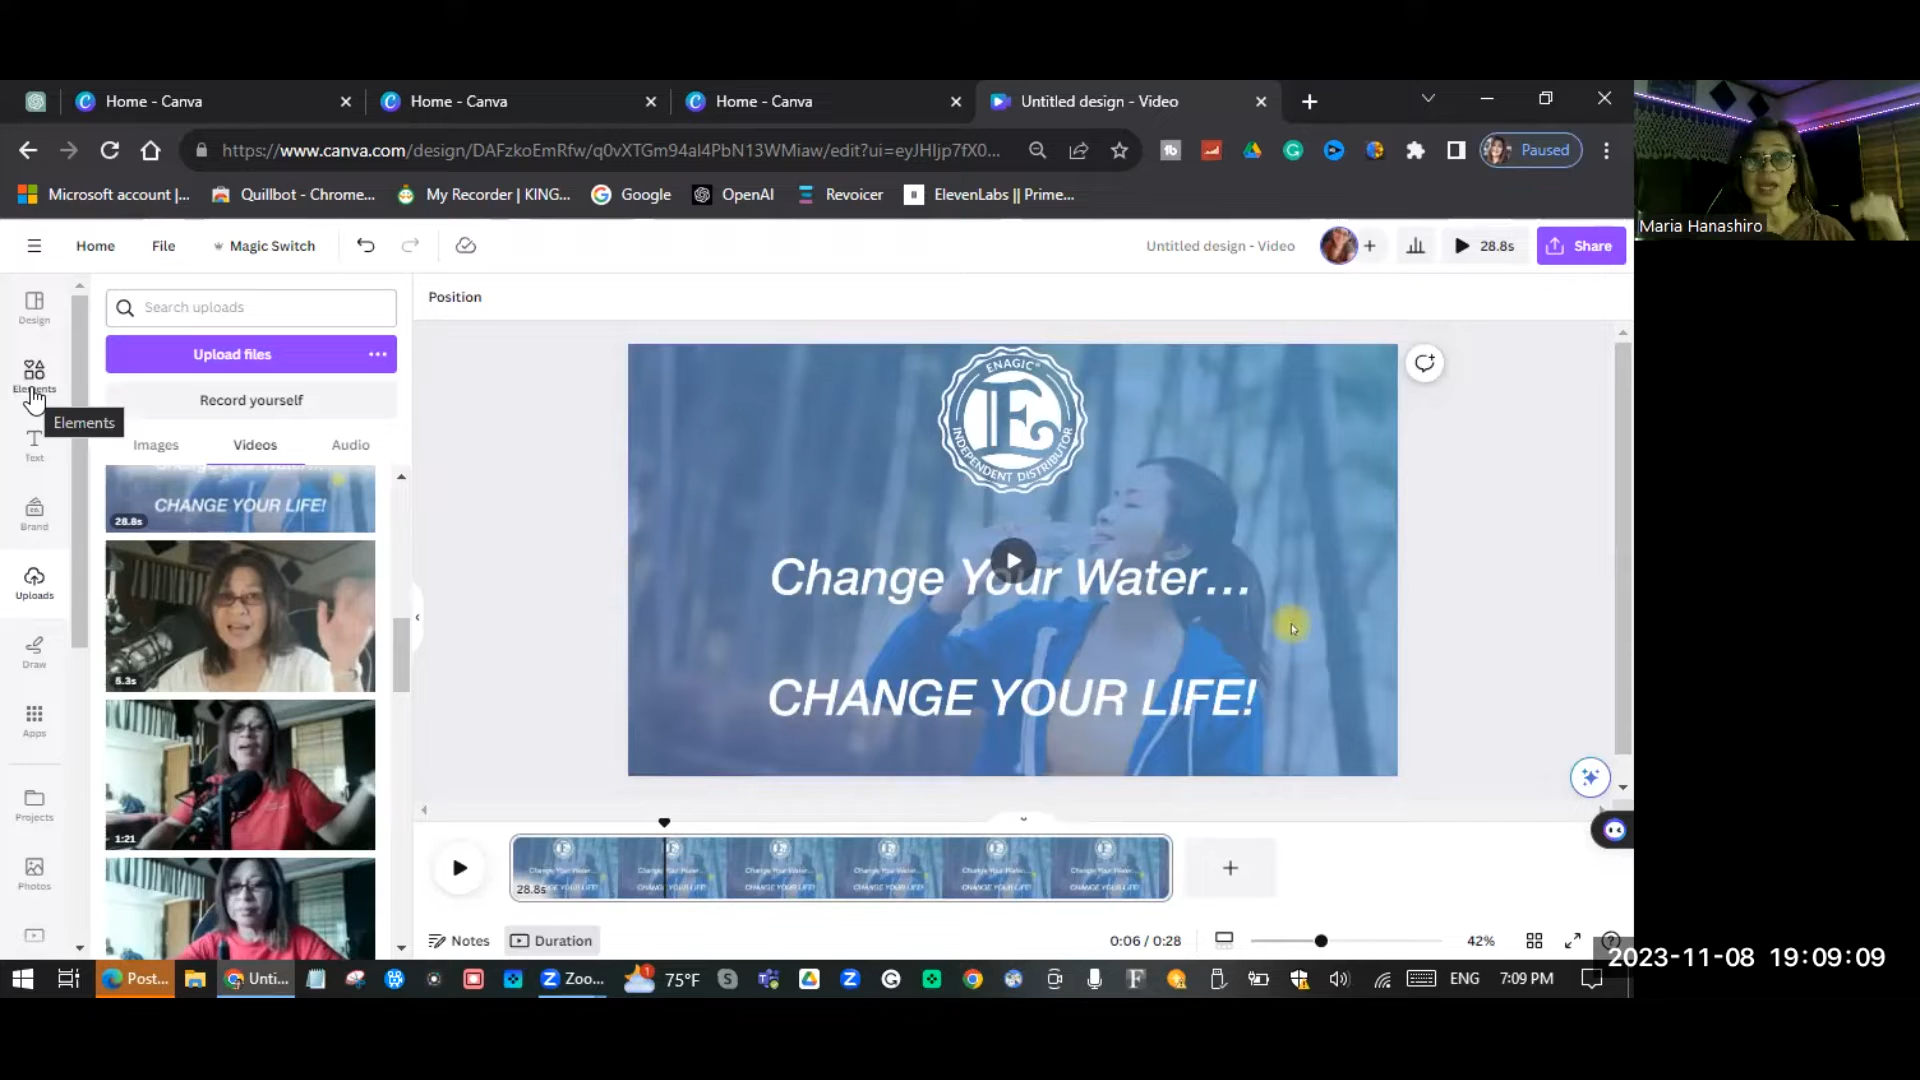 Home - Canva
Home - Canva
Home - Canva
Untitled design - Video
https://www.canva.com/design/DAFzkoEmRfw/q0vXTGm94al4PbN13WMiaw/edit?ui=eyJHIjp7fX0...
Paused
Microsoft account |...
Quillbot - Chrome...
My Recorder | KING...
Google
OpenAI
Revoicer
ElevenLabs || Prime...
Maria Hanashiro
Home
File
Magic Switch
Untitled design - Video
28.8s
Share
Design
Elements
Elements
Text
Brand
Uploads
Draw
Apps
Projects
Photos
Search uploads
Upload files
Record yourself
Images
Videos
Audio
CHANGE YOUR LIFE!
28.8s
5.3s
1:21
Position
ENAGIC
E
INDEPENDENT DISTRIBUTOR
Change Your Water...
CHANGE YOUR LIFE!
28.8s
Notes
Duration
0:06 / 0:28
42%
2023-11-08 19:09:09
Post...
Unti...
Zoo...
75°F
ENG
7:09 PM